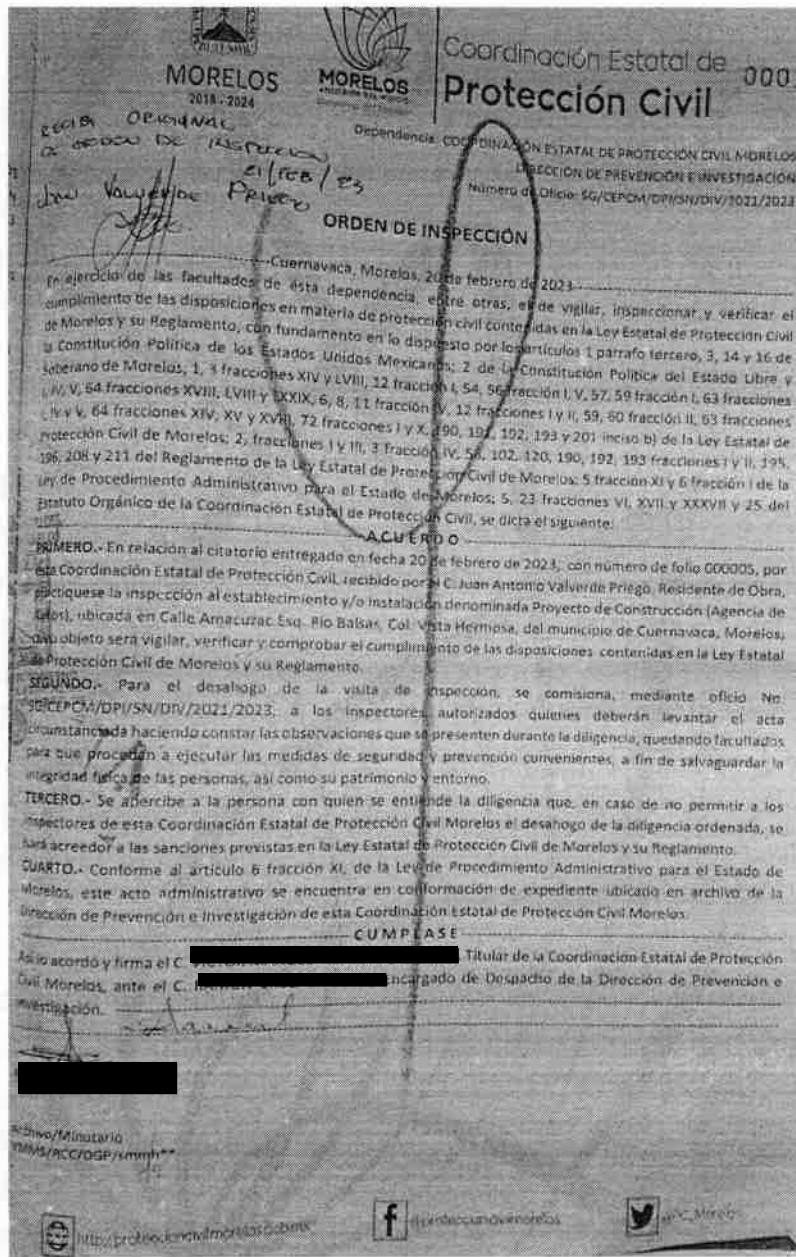 MORELOS
2018 - 2024
MORELOS
Coordinación Estatal de
Protección Civil
000
RECIBI ORIGINAL
DE ORDEN DE INSPECCION
21/FEB/23
Juan Valverde Priego
Dependencia: COORDINACIÓN ESTATAL DE PROTECCIÓN CIVIL MORELOS
DIRECCIÓN DE PREVENCIÓN E INVESTIGACIÓN
Número de Oficio: SG/CEPCM/DPI/SN/DIV/2021/2023
ORDEN DE INSPECCIÓN
Cuernavaca, Morelos, 20 de febrero de 2023
En ejercicio de las facultades de ésta dependencia, entre otras, el de vigilar, inspeccionar y verificar el
cumplimiento de las disposiciones en materia de protección civil contenidas en la Ley Estatal de Protección Civil
de Morelos y su Reglamento, con fundamento en lo dispuesto por los artículos 1 párrafo tercero, 3, 14 y 16 de
la Constitución Política de los Estados Unidos Mexicanos; 2 de la Constitución Política del Estado Libre y
Soberano de Morelos, 1, 3 fracciones XIV y LVIII, 12 fracción I, 54, 56 fracción I, V, 57, 59 fracción I, 63 fracciones
I, IV, V, 64 fracciones XVIII, LVIII y LXXIX, 6, 8, 11 fracción IV, 12 fracciones I y II, 59, 60 fracción II, 63 fracciones
I, IV y V, 64 fracciones XIV, XV y XVIII, 72 fracciones I y X, 190, 191, 192, 193 y 201 inciso b) de la Ley Estatal de
Protección Civil de Morelos; 2, fracciones I y III, 3 fracción IV, 58, 102, 120, 190, 192, 193 fracciones I y II, 195,
196, 208 y 211 del Reglamento de la Ley Estatal de Protección Civil de Morelos; 5 fracción XI y 6 fracción I de la
Ley de Procedimiento Administrativo para el Estado de Morelos; 5, 23 fracciones VI, XVII y XXXVII y 25 del
Estatuto Orgánico de la Coordinación Estatal de Protección Civil, se dicta el siguiente:
ACUERDO
PRIMERO.- En relación al citatorio entregado en fecha 20 de febrero de 2023, con número de folio 000005, por
esta Coordinación Estatal de Protección Civil, recibido por el C. Juan Antonio Valverde Priego, Residente de Obra,
practíquese la inspección al establecimiento y/o instalación denominada Proyecto de Construcción (Agencia de
Autos), ubicada en Calle Amacuzac Esq. Río Balsas, Col. Vista Hermosa, del municipio de Cuernavaca, Morelos,
cuyo objeto será vigilar, verificar y comprobar el cumplimiento de las disposiciones contenidas en la Ley Estatal
de Protección Civil de Morelos y su Reglamento.
SEGUNDO.- Para el desahogo de la visita de inspección, se comisiona, mediante oficio No.
SG/CEPCM/DPI/SN/DIV/2021/2023, a los inspectores autorizados quienes deberán levantar el acta
circunstanciada haciendo constar las observaciones que se presenten durante la diligencia, quedando facultados
para que procedan a ejecutar las medidas de seguridad y prevención convenientes, a fin de salvaguardar la
integridad física de las personas, así como su patrimonio y entorno.
TERCERO.- Se apercibe a la persona con quien se entiende la diligencia que, en caso de no permitir a los
inspectores de esta Coordinación Estatal de Protección Civil Morelos el desahogo de la diligencia ordenada, se
hará acreedor a las sanciones previstas en la Ley Estatal de Protección Civil de Morelos y su Reglamento.
CUARTO.- Conforme al artículo 6 fracción XI, de la Ley de Procedimiento Administrativo para el Estado de
Morelos, este acto administrativo se encuentra en conformación de expediente ubicado en archivo de la
Dirección de Prevención e Investigación de esta Coordinación Estatal de Protección Civil Morelos.
CUMPLASE
Así lo acordó y firma el C. Titular de la Coordinación Estatal de Protección
Civil Morelos, ante el C. Encargado de Despacho de la Dirección de Prevención e
Investigación.
Archivo/Minutario
http://proteccioncivil.morelos.gob.mx
@proteccioncivilmorelos
@PC_Morelos